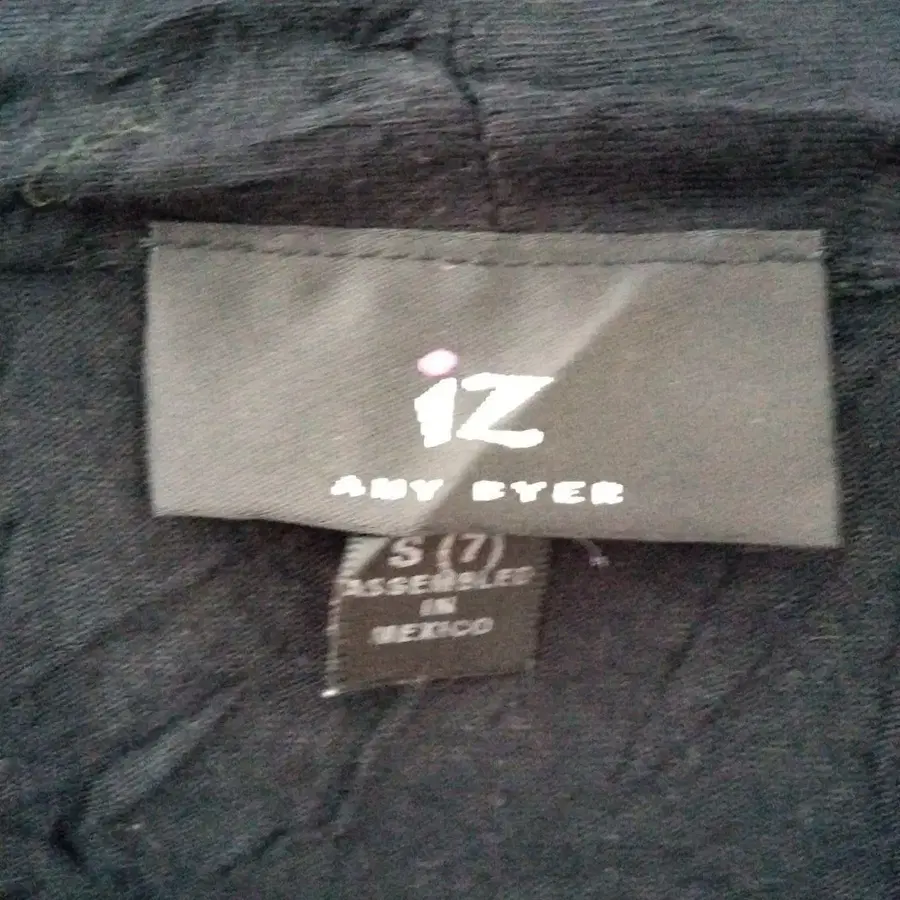 iz
AMY BYER
S (7)
ASSEMBLED
IN
MEXICO